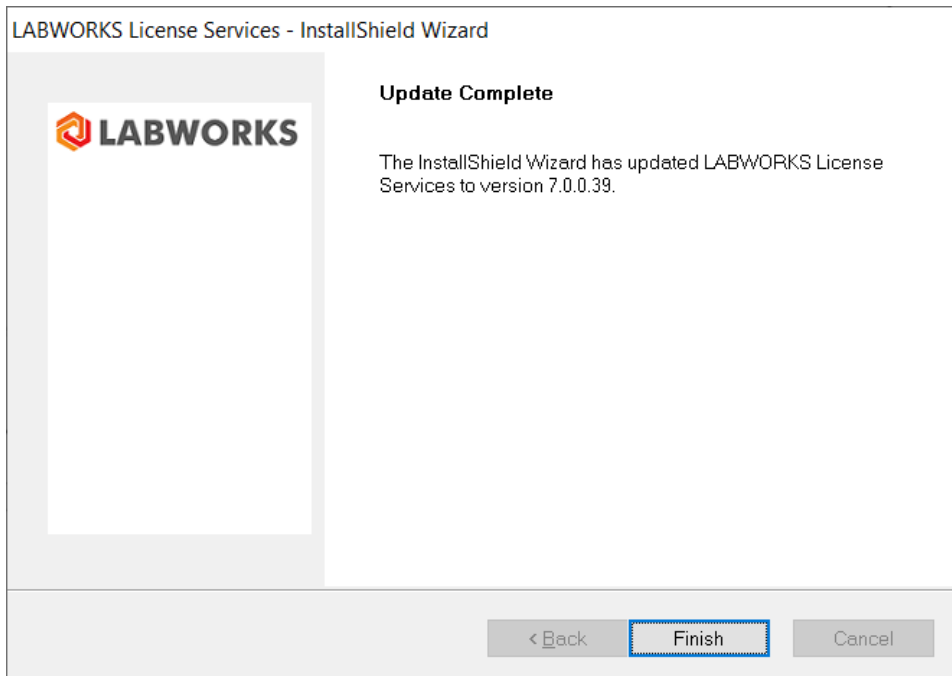 LABWORKS License Services - InstallShield Wizard
LABWORKS
Update Complete
The InstallShield Wizard has updated LABWORKS License
Services to version 7.0.0.39.
< Back
Finish
Cancel